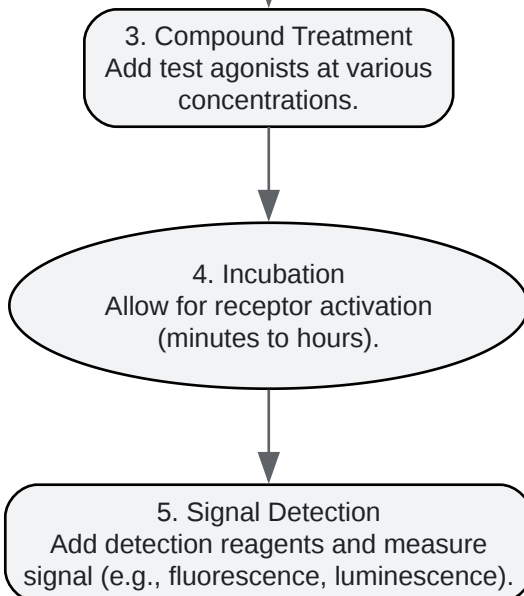 3. Compound Treatment
Add test agonists at various
concentrations.
4. Incubation
Allow for receptor activation
(minutes to hours).
5. Signal Detection
Add detection reagents and measure
signal (e.g., fluorescence, luminescence).